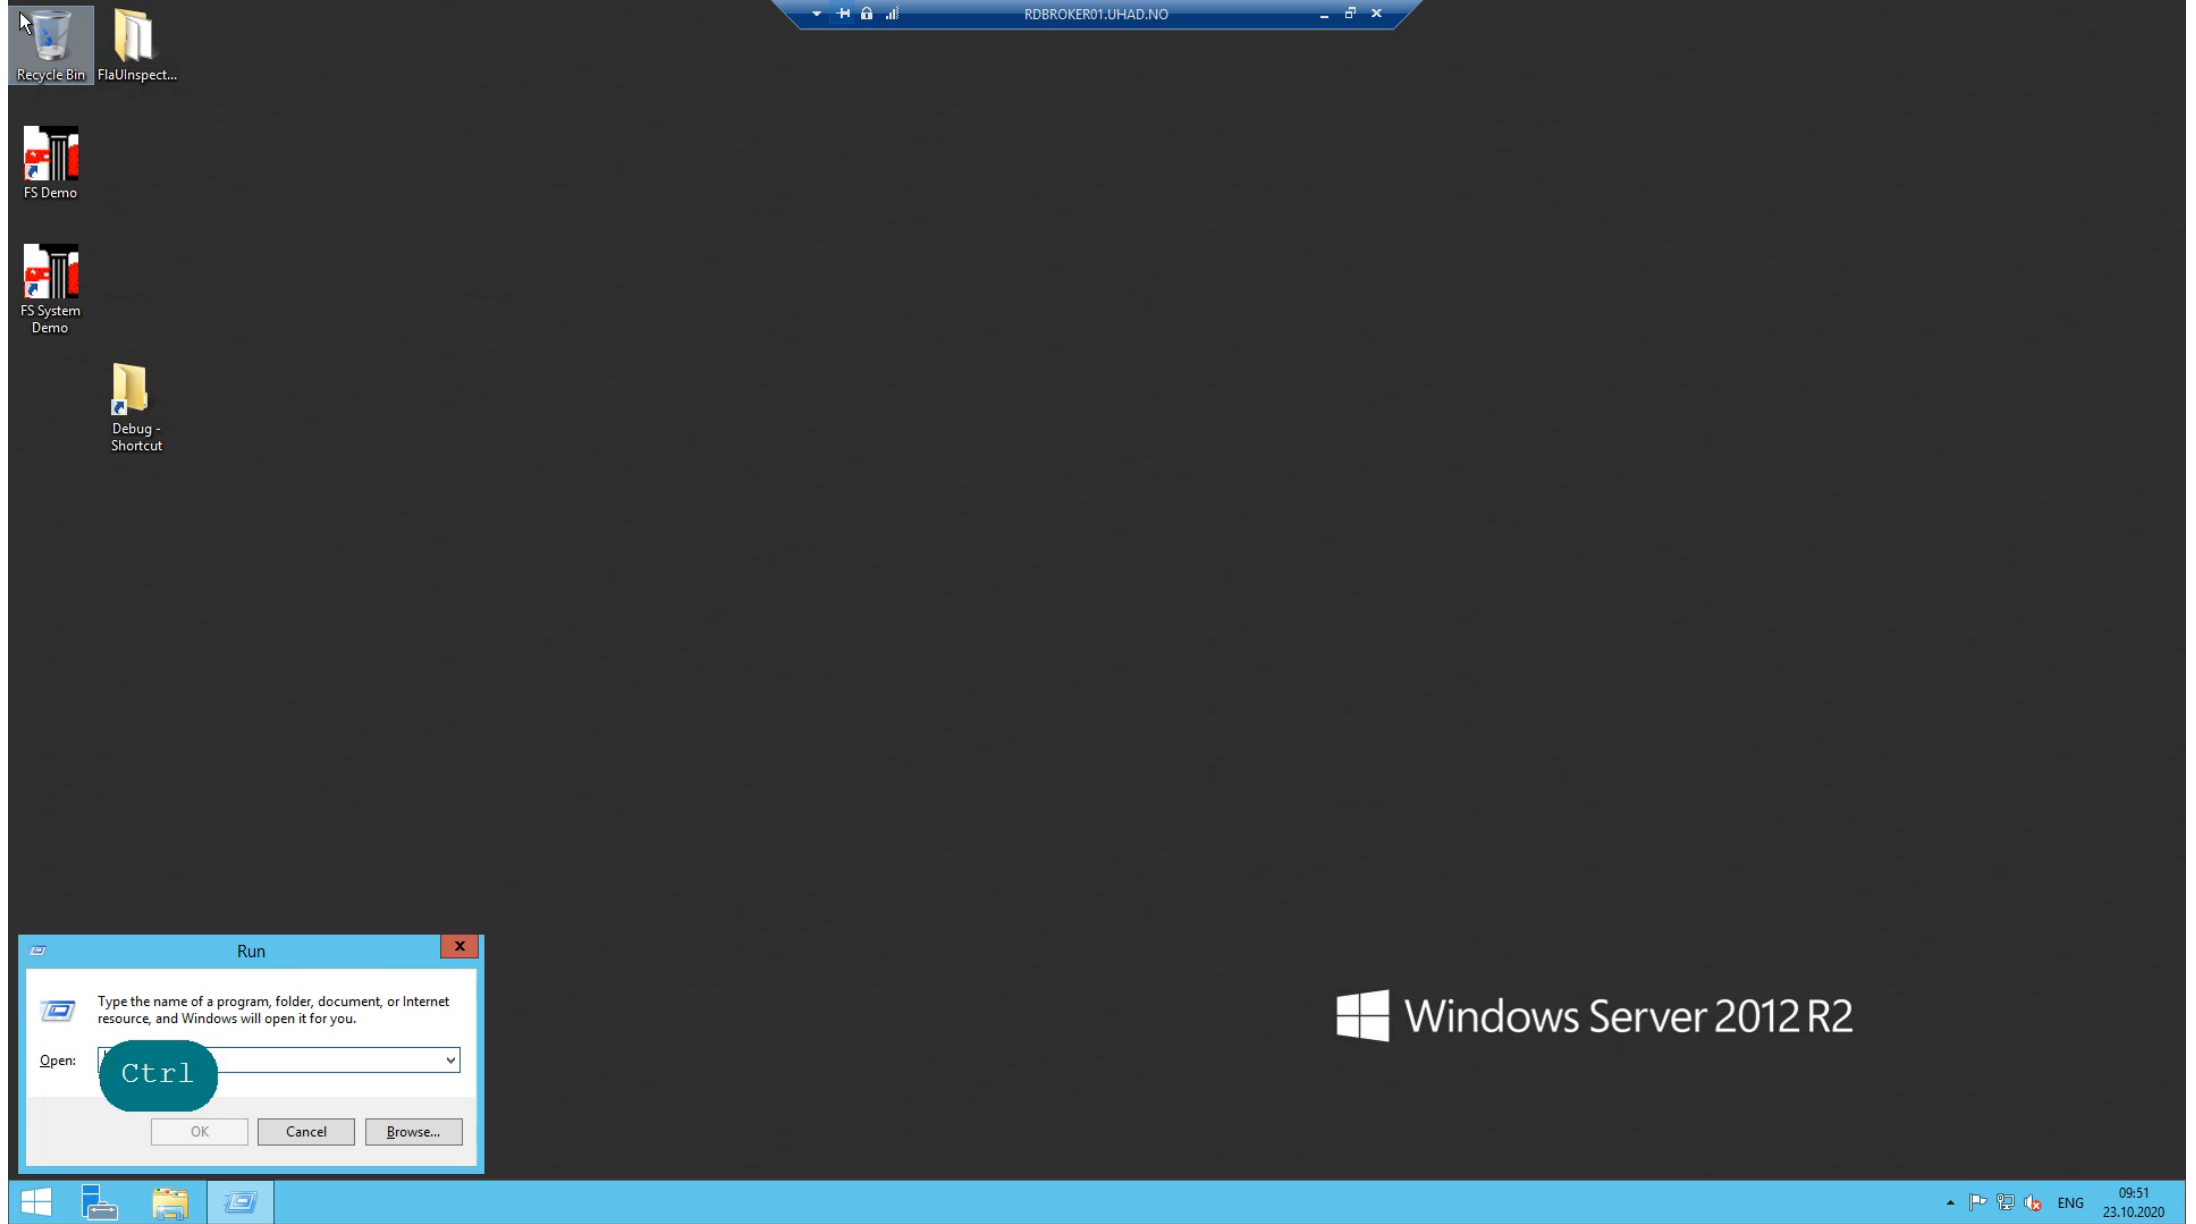 RDBROKER01.UHAD.NO
Recycle Bin
FlaUInspect...
FS Demo
FS System
Demo
Debug -
Shortcut
Run
Type the name of a program, folder, document, or Internet
resource, and Windows will open it for you.
Open:
Ctrl
OK
Cancel
Browse...
Windows Server 2012 R2
ENG
09:51
23.10.2020